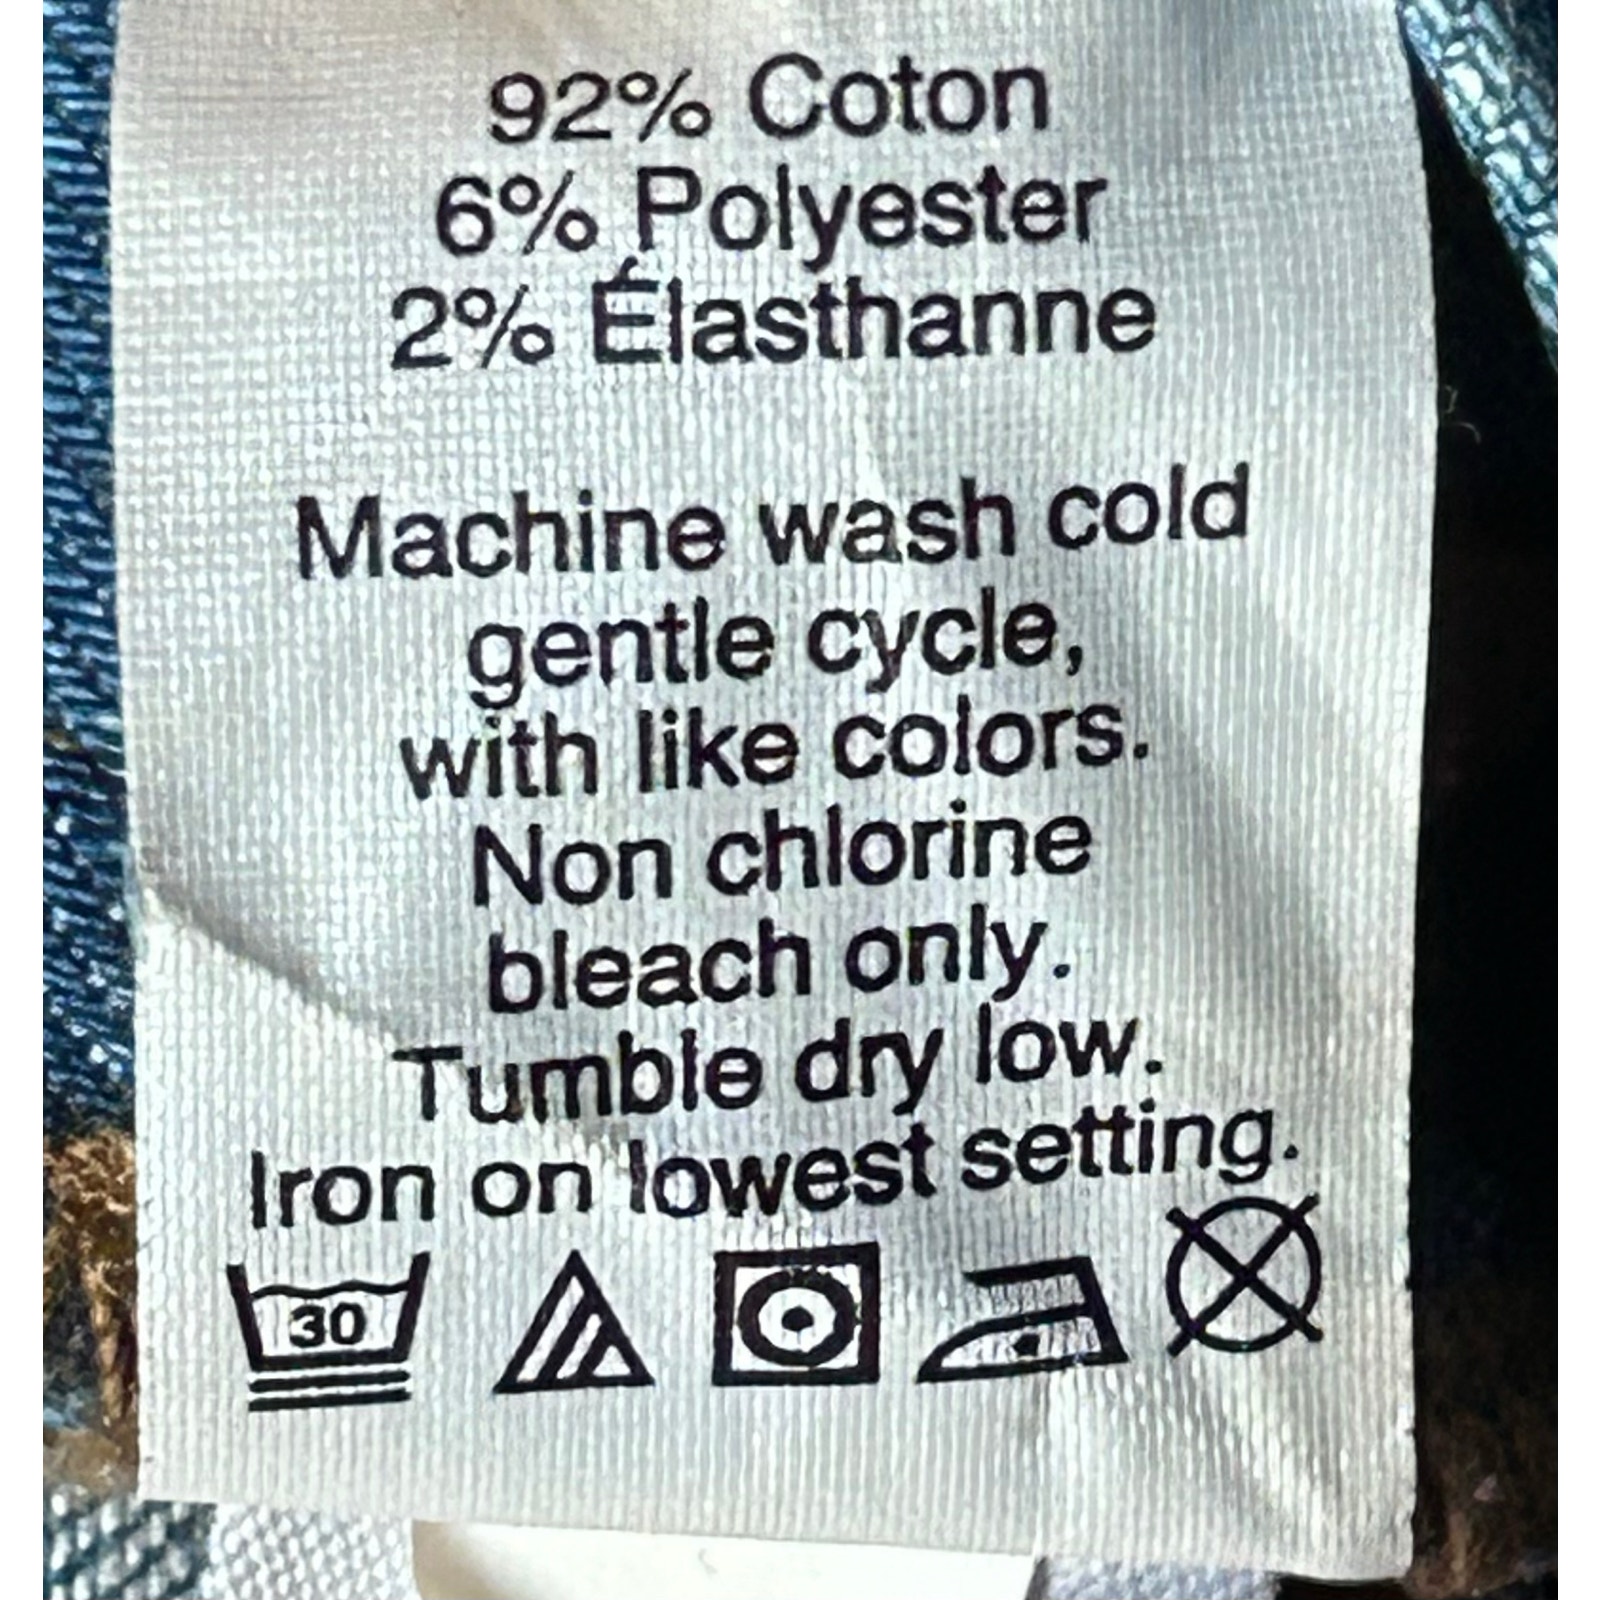 92% Coton
6% Polyester
2% Élasthanne
Machine wash cold
gentle cycle,
with like colors.
Non chlorine
bleach only.
Tumble dry low.
Iron on lowest setting.
30